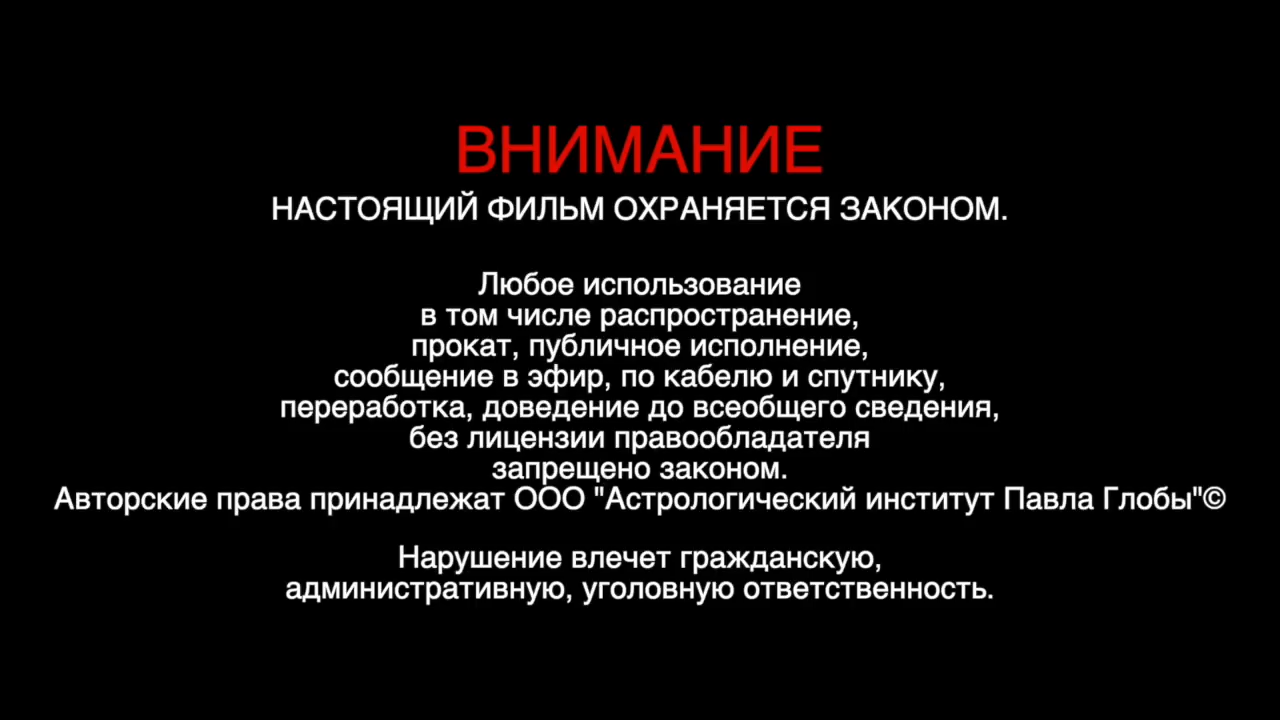 ВНИМАНИЕ
НАСТОЯЩИЙ ФИЛЬМ ОХРАНЯЕТСЯ ЗАКОНОМ.
Любое использование
в том числе распространение,
прокат, публичное исполнение,
сообщение в эфир, по кабелю и спутнику,
переработка, доведение до всеобщего сведения,
без лицензии правообладателя
запрещено законом.
Авторские права принадлежат ООО "Астрологический институт Павла Глобы"©
Нарушение влечет гражданскую,
административную, уголовную ответственность.